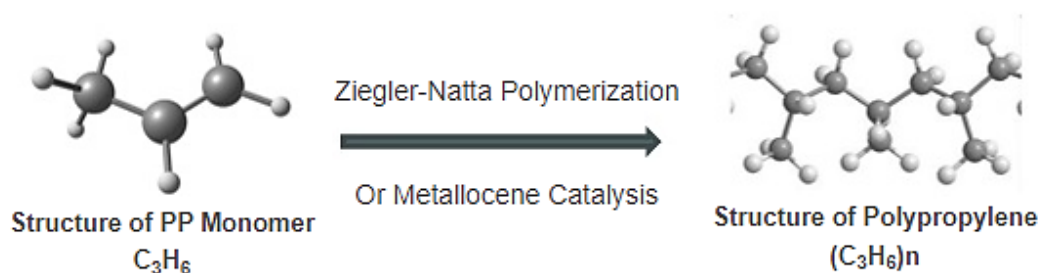 Ziegler-Natta Polymerization
Or Metallocene Catalysis
Structure of PP Monomer
C₃H₆
Structure of Polypropylene
(C₃H₆)n